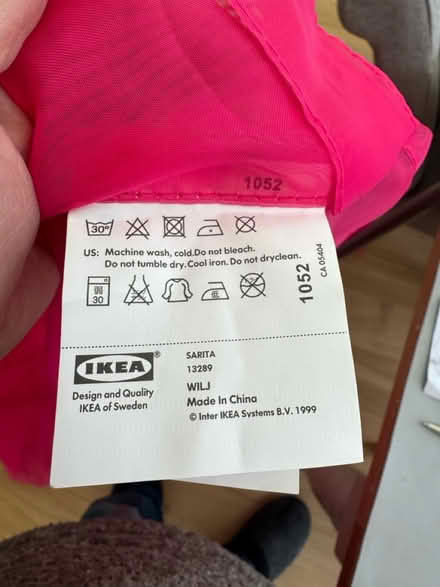 1052
30°
US: Machine wash, cold.Do not bleach.
Do not tumble dry.Cool iron. Do not dryclean.
30
1052
CA 05404
IKEA
Design and Quality
IKEA of Sweden
SARITA
13289
WILJ
Made in China
© Inter IKEA Systems B.V. 1999